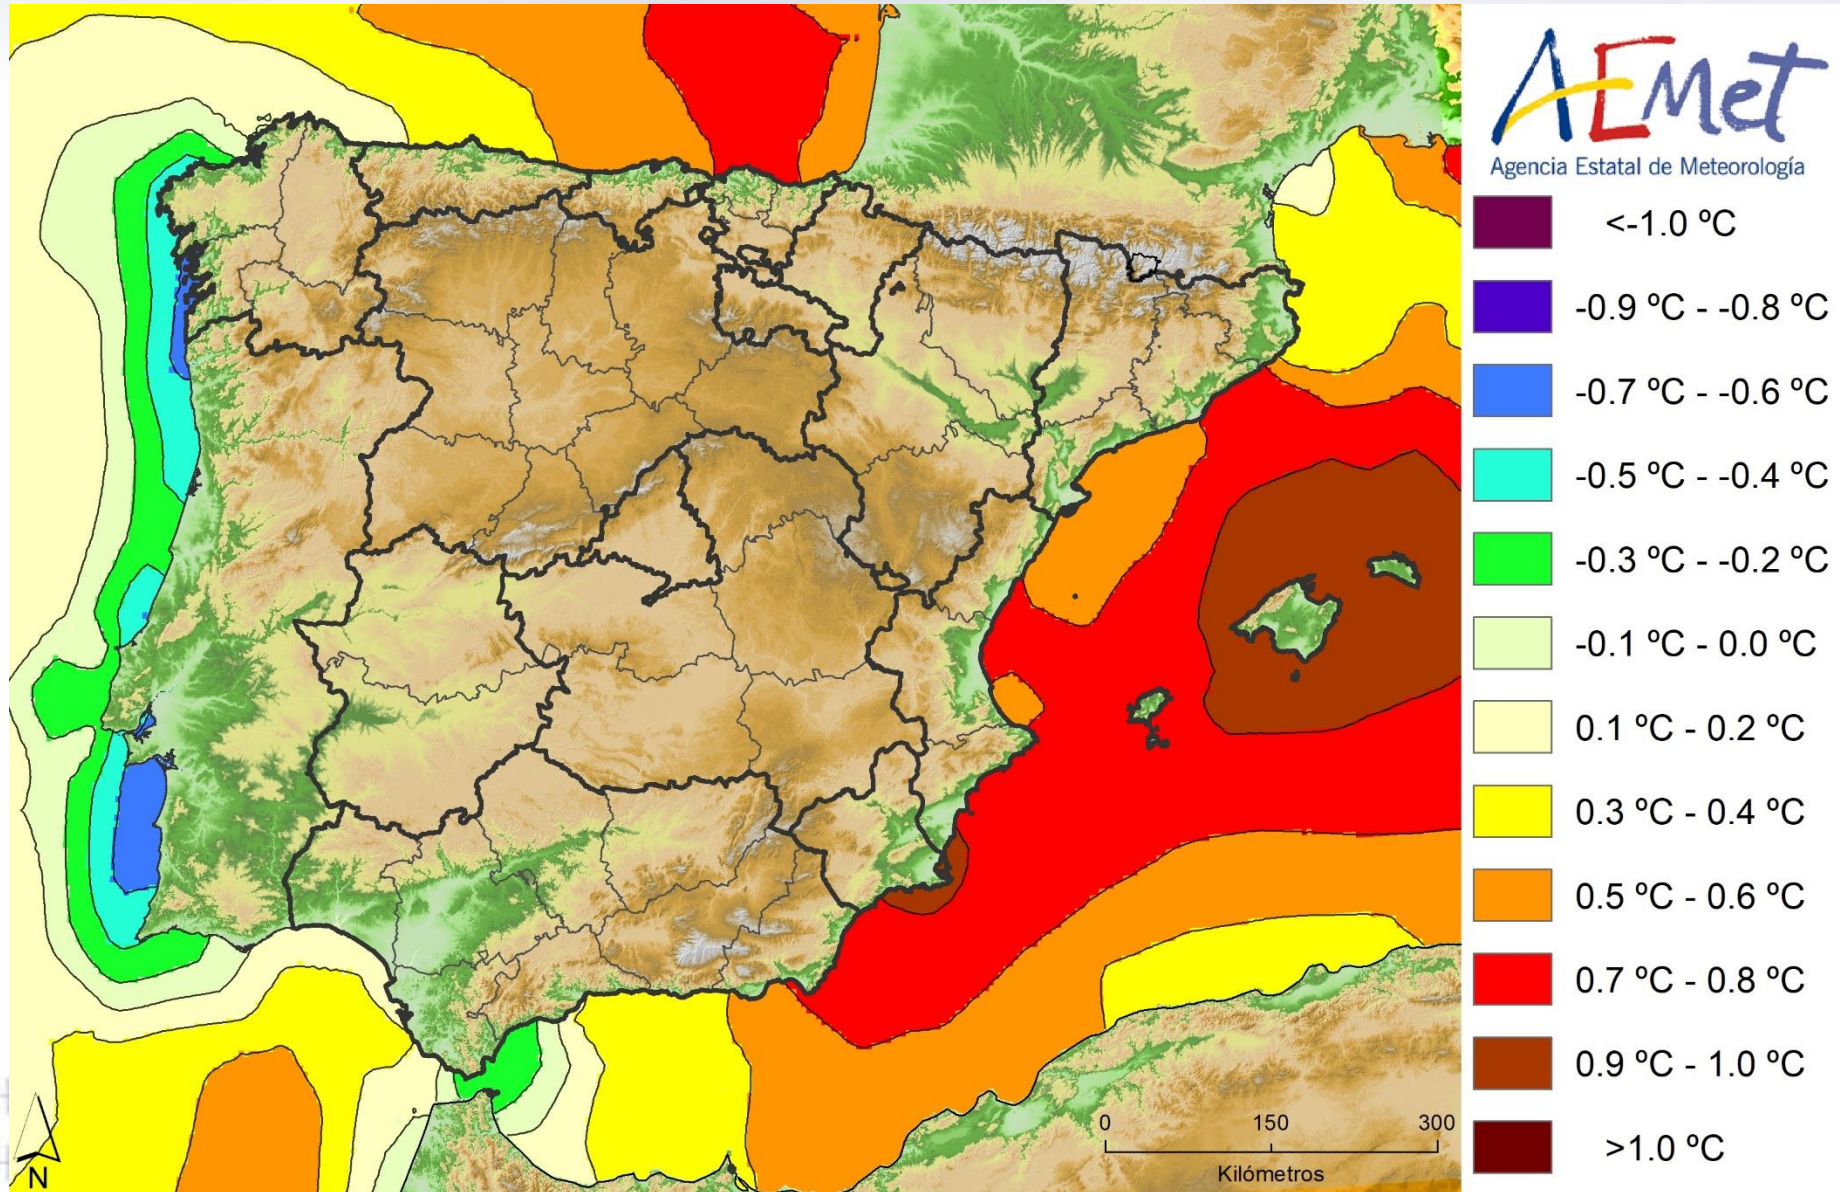 AEMet
Agencia Estatal de Meteorología
<-1.0 ºC
-0.9 ºC - -0.8 ºC
-0.7 ºC - -0.6 ºC
-0.5 ºC - -0.4 ºC
-0.3 ºC - -0.2 ºC
-0.1 ºC - 0.0 ºC
0.1 ºC - 0.2 ºC
0.3 ºC - 0.4 ºC
0.5 ºC - 0.6 ºC
0.7 ºC - 0.8 ºC
0.9 ºC - 1.0 ºC
>1.0 ºC
0 150 300
Kilómetros
N